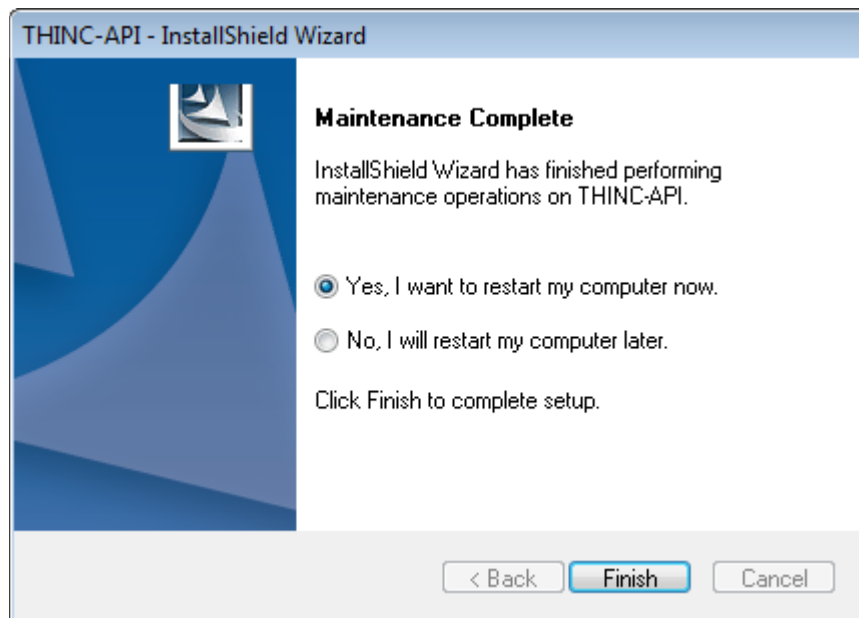 THINC-API - InstallShield Wizard
Maintenance Complete
InstallShield Wizard has finished performing
maintenance operations on THINC-API.
Yes, I want to restart my computer now.
No, I will restart my computer later.
Click Finish to complete setup.
< Back
Finish
Cancel